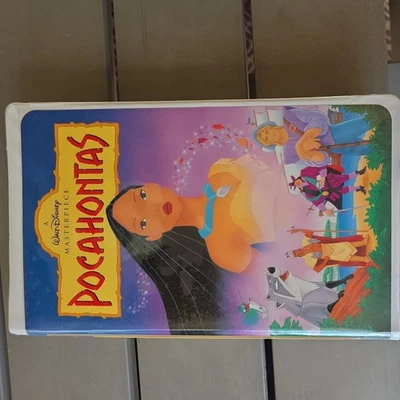 A
WALT DISNEY
MASTERPIECE
POCAHONTAS